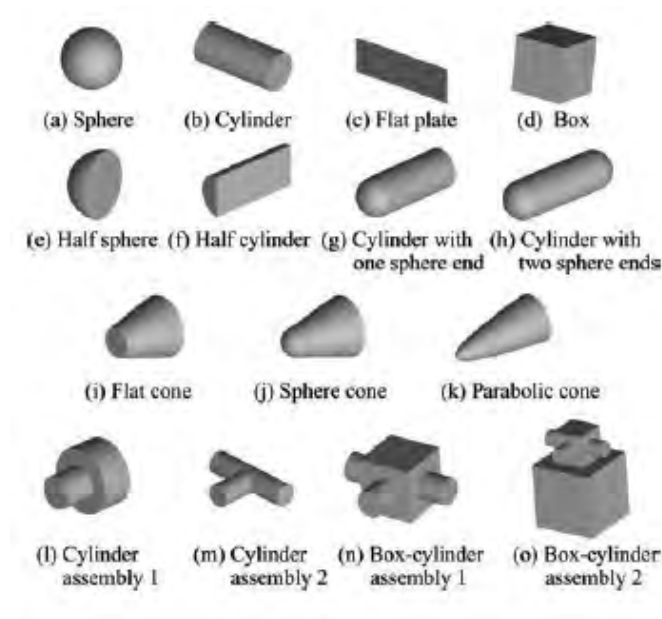 (a) Sphere (b) Cylinder (c) Flat plate (d) Box
(e) Half sphere (f) Half cylinder (g) Cylinder with (h) Cylinder with
one sphere end two sphere ends
(i) Flat cone (j) Sphere cone (k) Parabolic cone
(l) Cylinder (m) Cylinder (n) Box-cylinder (o) Box-cylinder
assembly 1 assembly 2 assembly 1 assembly 2